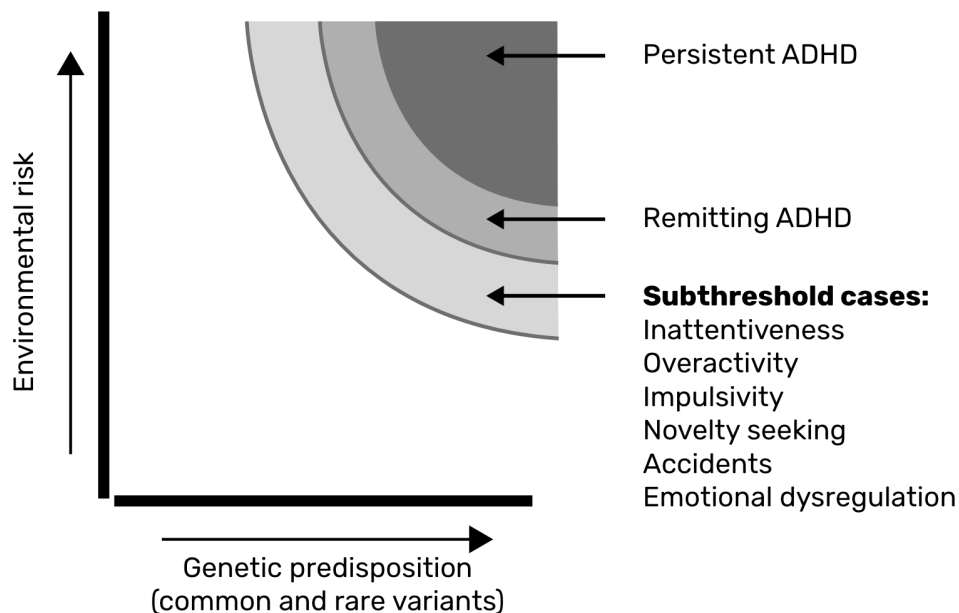 Persistent ADHD
Remitting ADHD
Subthreshold cases:
Inattentiveness
Overactivity
Impulsivity
Novelty seeking
Accidents
Emotional dysregulation
Environmental risk
Genetic predisposition
(common and rare variants)